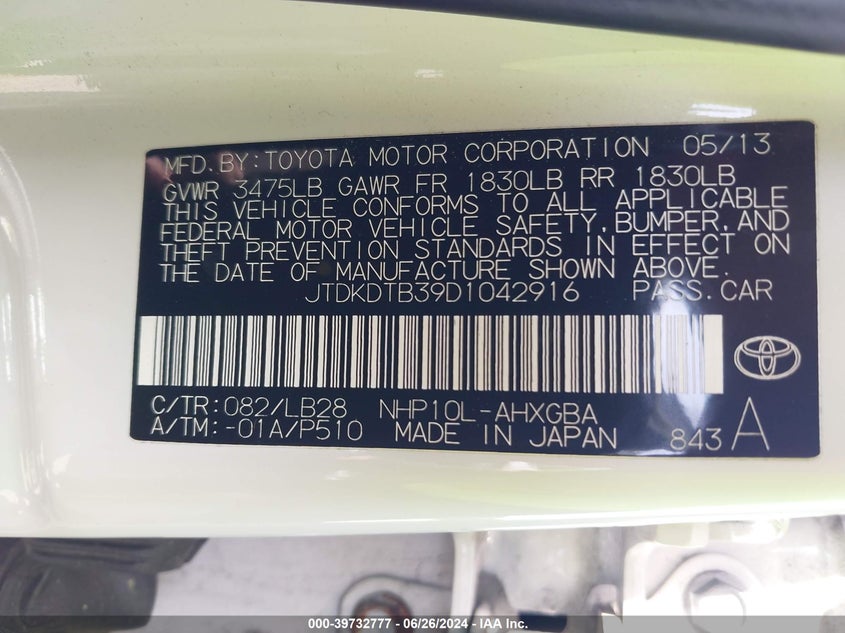 MFD. BY: TOYOTA MOTOR CORPORATION 05/13
GVWR 3475LB GAWR FR 1830LB RR 1830LB
THIS VEHICLE CONFORMS TO ALL APPLICABLE
FEDERAL MOTOR VEHICLE SAFETY, BUMPER, AND
THEFT PREVENTION STANDARDS IN EFFECT ON
THE DATE OF MANUFACTURE SHOWN ABOVE.
JTDKDTB39D1042916 PASS.CAR
C/TR: 082/LB28 NHP10L-AHXGBA
A/TM: -01A/P510 MADE IN JAPAN 843 A
000-39732777 - 06/26/2024 - IAA Inc.